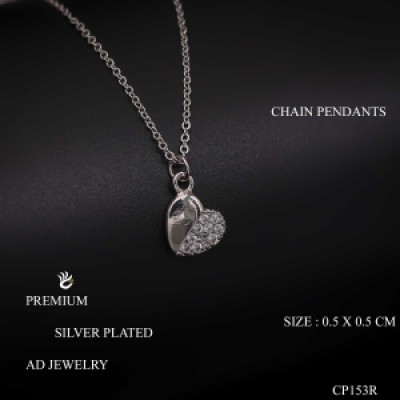 CHAIN PENDANTS
PREMIUM
SILVER PLATED
AD JEWELRY
SIZE : 0.5 X 0.5 CM
CP153R